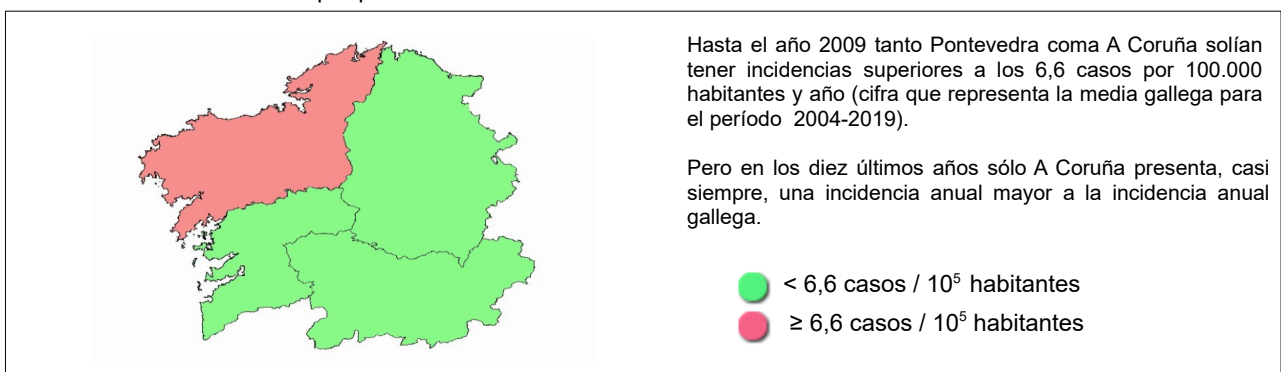 Hasta el año 2009 tanto Pontevedra coma A Coruña solían
tener incidencias superiores a los 6,6 casos por 100.000
habitantes y año (cifra que representa la media gallega para
el período 2004-2019).
Pero en los diez últimos años sólo A Coruña presenta, casi
siempre, una incidencia anual mayor a la incidencia anual
gallega.
< 6,6 casos / 10⁵ habitantes
≥ 6,6 casos / 10⁵ habitantes